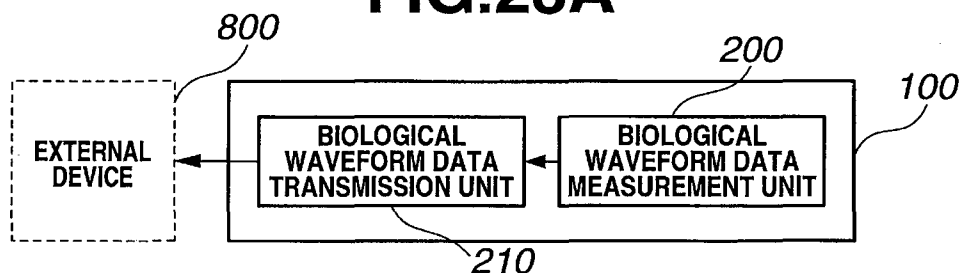 800
200
100
EXTERNAL
DEVICE
BIOLOGICAL
WAVEFORM DATA
TRANSMISSION UNIT
BIOLOGICAL
WAVEFORM DATA
MEASUREMENT UNIT
210